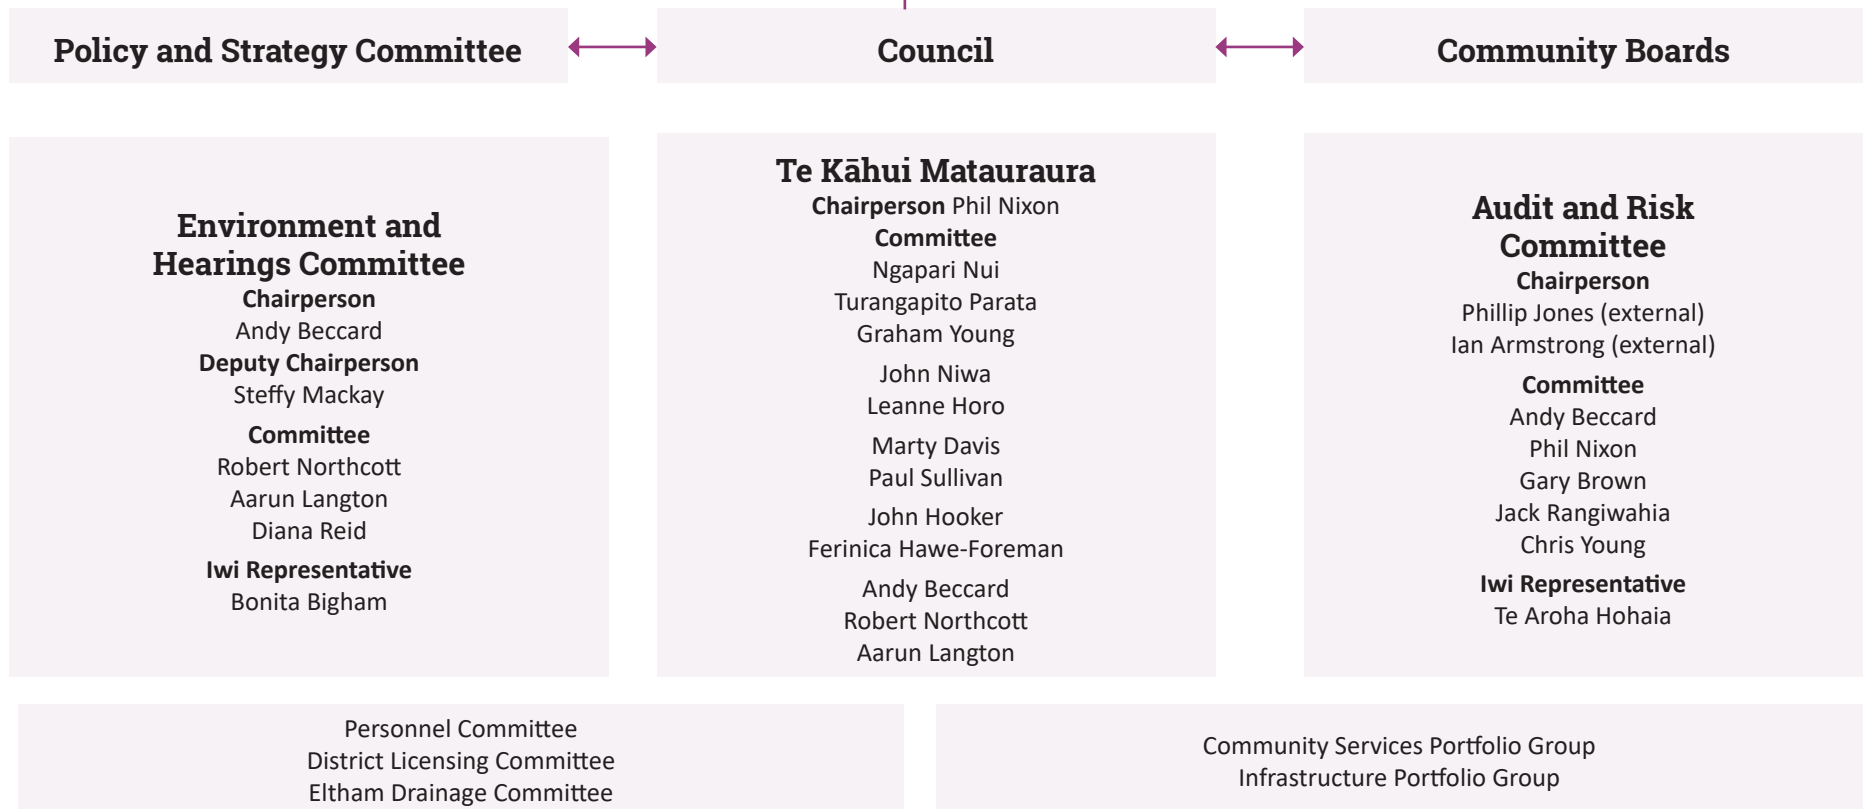 Policy and Strategy Committee
Council
Community Boards
Environment and
Hearings Committee
Chairperson
Andy Beccard
Deputy Chairperson
Steffy Mackay
Committee
Robert Northcott
Aarun Langton
Diana Reid
Iwi Representative
Bonita Bigham
Te Kāhui Matauraura
Chairperson Phil Nixon
Committee
Ngapari Nui
Turangapito Parata
Graham Young
John Niwa
Leanne Horo
Marty Davis
Paul Sullivan
John Hooker
Ferinica Hawe-Foreman
Andy Beccard
Robert Northcott
Aarun Langton
Audit and Risk
Committee
Chairperson
Phillip Jones (external)
Ian Armstrong (external)
Committee
Andy Beccard
Phil Nixon
Gary Brown
Jack Rangiwahia
Chris Young
Iwi Representative
Te Aroha Hohaia
Personnel Committee
District Licensing Committee
Eltham Drainage Committee
Community Services Portfolio Group
Infrastructure Portfolio Group